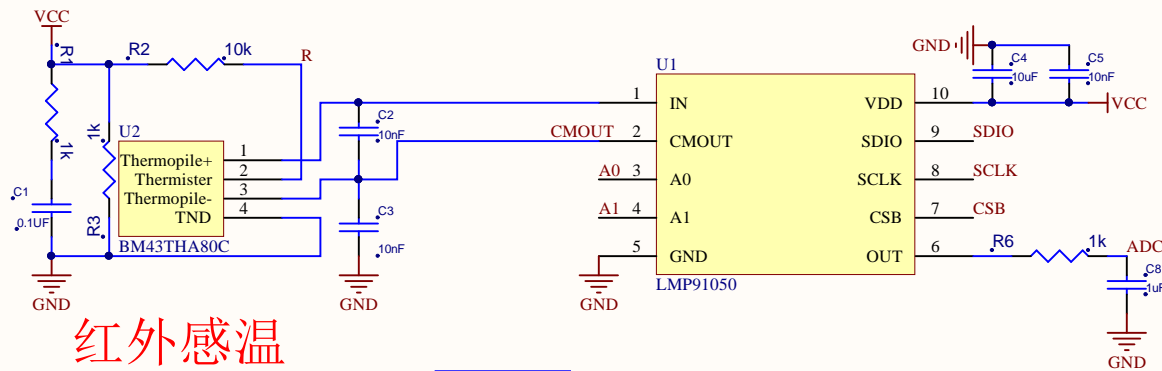 VCC
R1
R2
10k
R
1k
C1
0.1UF
1k
R3
U2
Thermopile+
Thermister
Thermopile-
TND
1
2
3
4
BM43THA80C
GND
C2
10nF
C3
10nF
GND
CMOUT
A0
A1
GND
U1
1
2
3
4
5
IN
CMOUT
A0
A1
GND
VDD
SDIO
SCLK
CSB
OUT
10
9
8
7
6
LMP91050
GND
C4
10uF
C5
10nF
VCC
SDIO
SCLK
CSB
R6
1k
ADC
C8
1uF
GND
红外感温